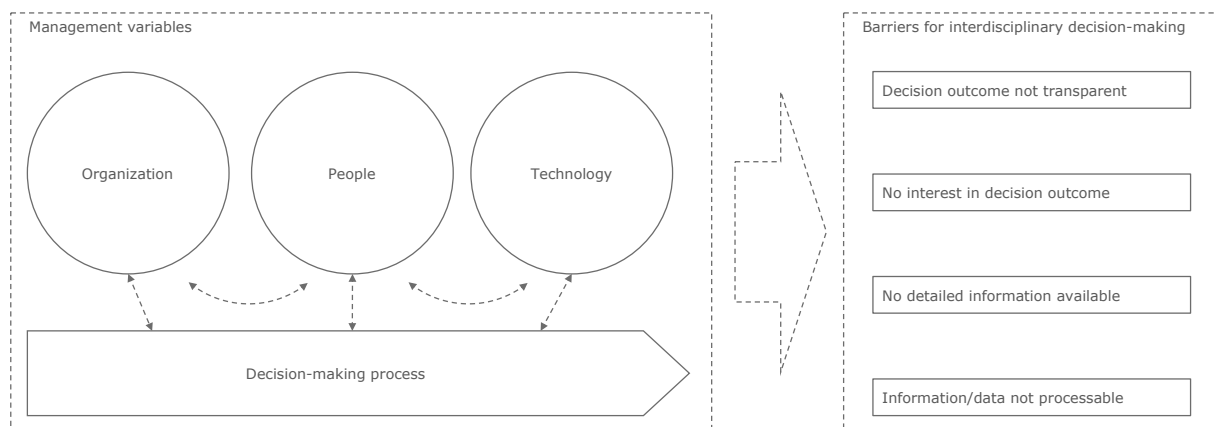 Management variables
Organization
People
Technology
Decision-making process
Barriers for interdisciplinary decision-making
Decision outcome not transparent
No interest in decision outcome
No detailed information available
Information/data not processable